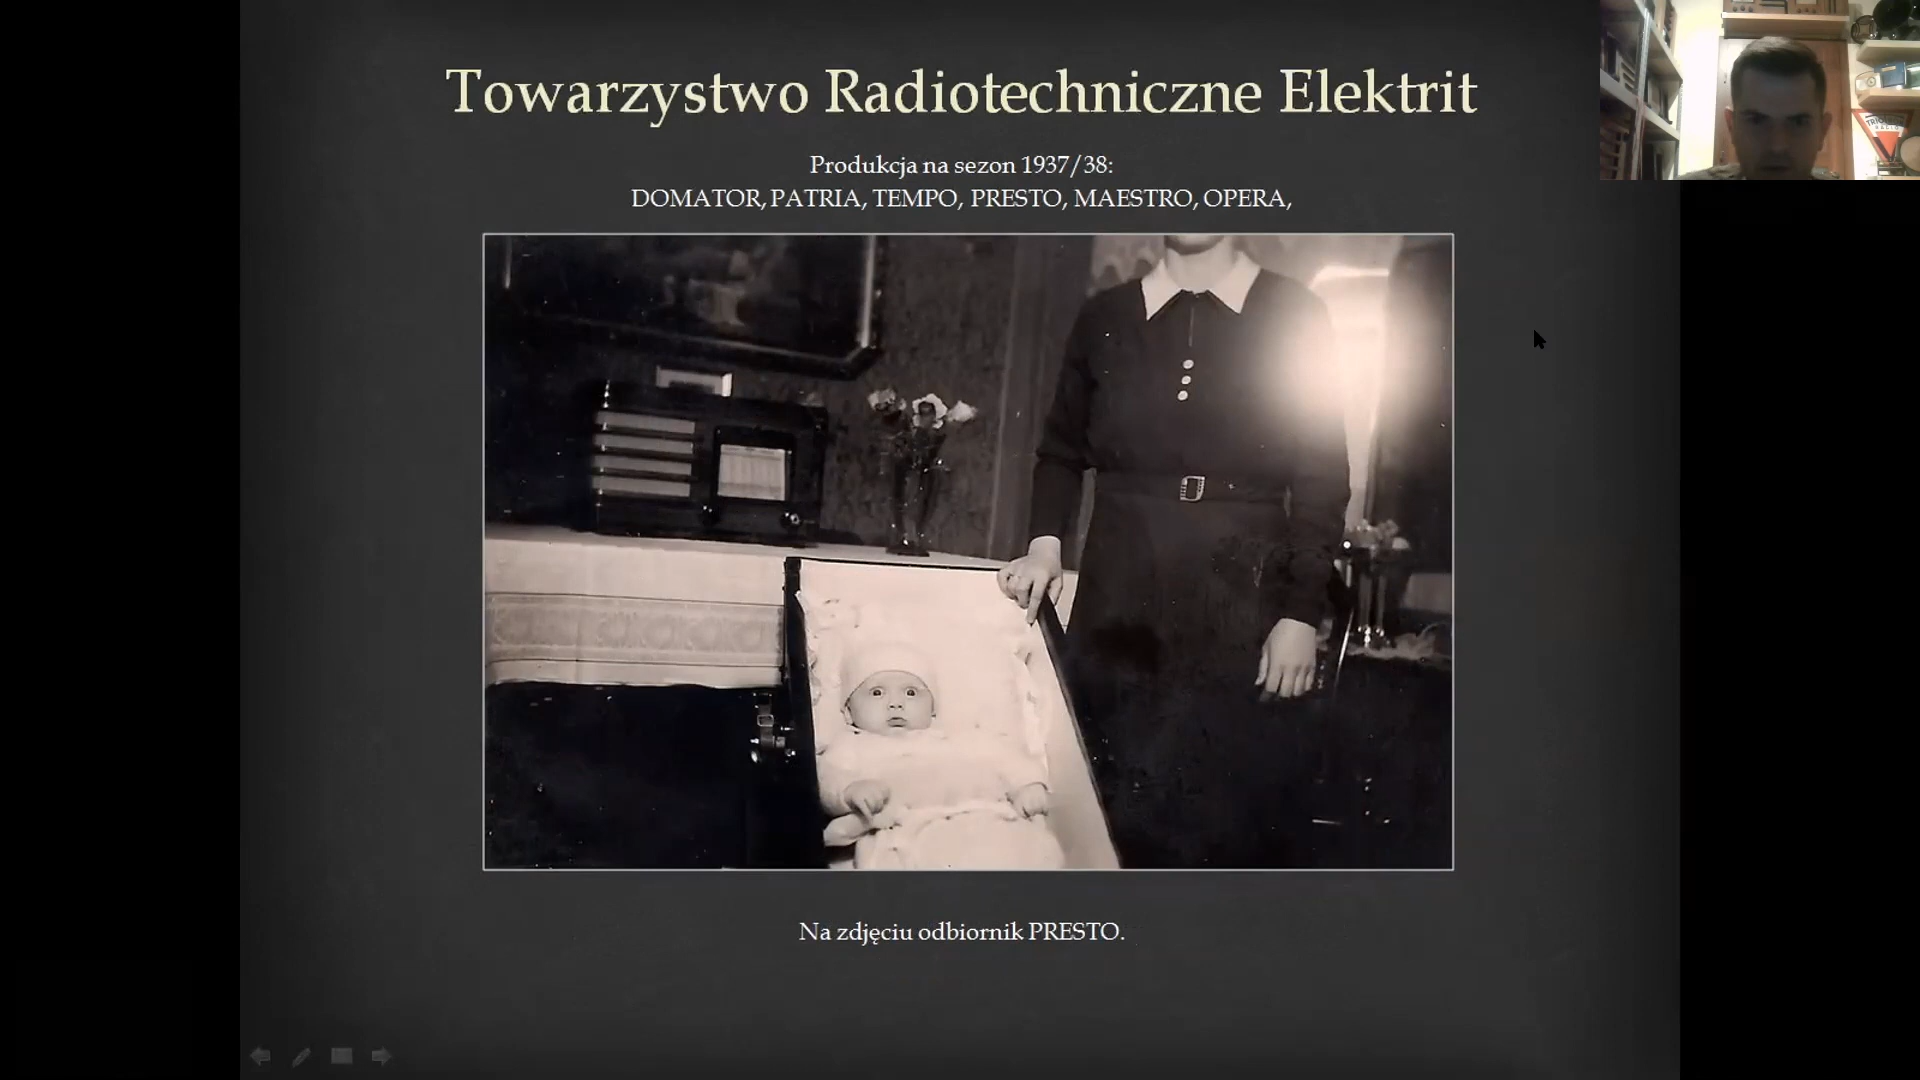 Towarzystwo Radiotechniczne Elektrit
Produkcja na sezon 1937/38:
DOMATOR, PATRIA, TEMPO, PRESTO, MAESTRO, OPERA,
Na zdjęciu odbiornik PRESTO.